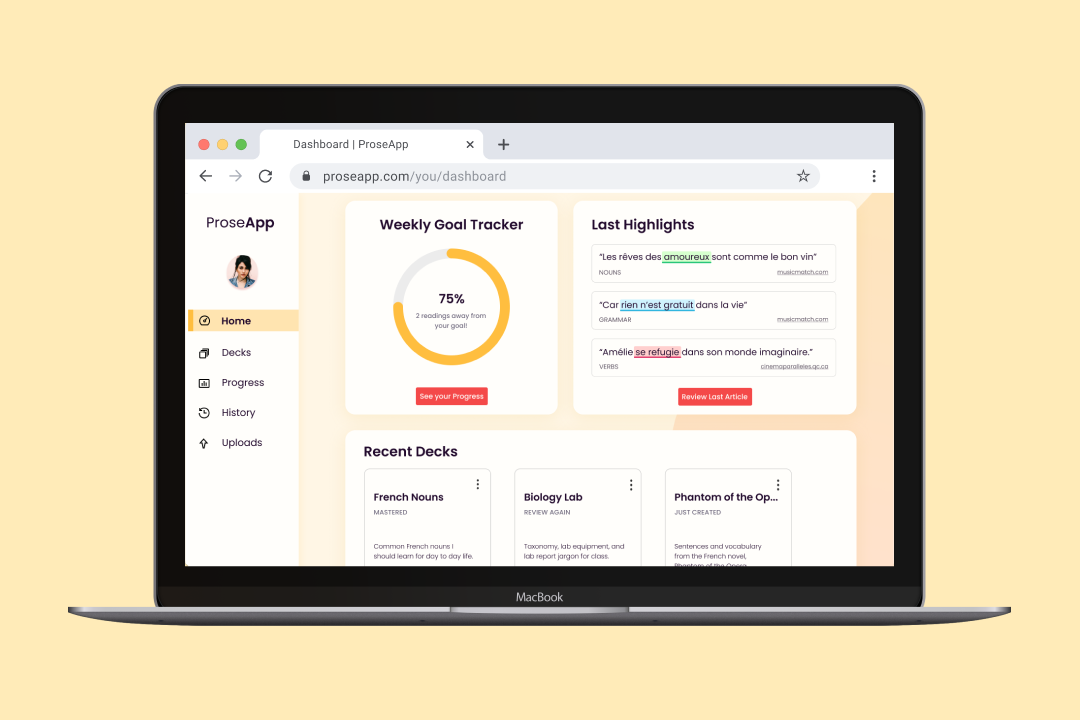 Dashboard | ProseApp
proseapp.com/you/dashboard
ProseApp
Home
Decks
Progress
History
Uploads
Weekly Goal Tracker
75%
2 readings away from
your goal!
See your Progress
Last Highlights
“Les rêves des amoureux sont comme le bon vin”
NOUNS
musicmatch.com
“Car rien n’est gratuit dans la vie”
GRAMMAR
musicmatch.com
“Amélie se refugie dans son monde imaginaire.”
VERBS
cinemaparalleles.qc.ca
Review Last Article
Recent Decks
French Nouns
MASTERED
Common French nouns I
should learn for day to day life.
Biology Lab
REVIEW AGAIN
Taxonomy, lab equipment, and
lab report jargon for class.
Phantom of the Op...
JUST CREATED
Sentences and vocabulary
from the French novel,
Phantom of the Opera
MacBook